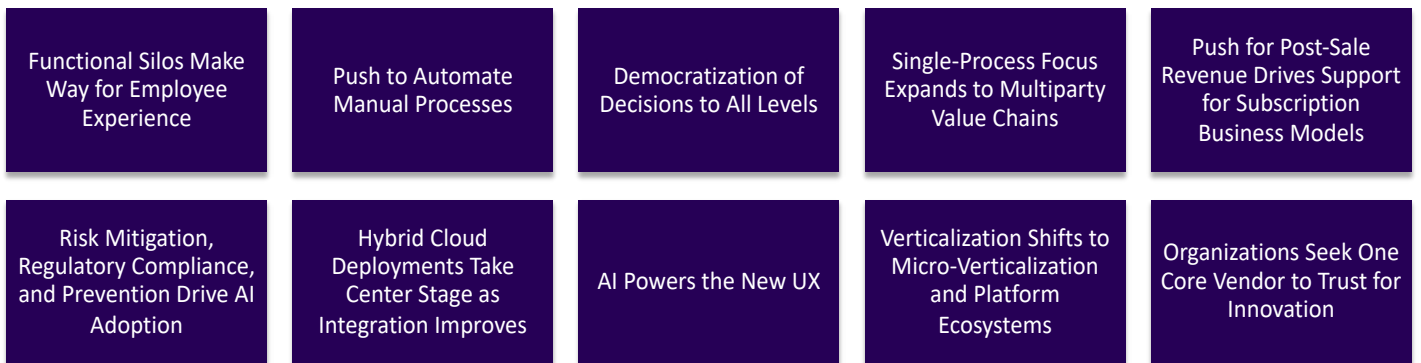 Functional Silos Make
Way for Employee
Experience
Push to Automate
Manual Processes
Democratization of
Decisions to All Levels
Single-Process Focus
Expands to Multiparty
Value Chains
Push for Post-Sale
Revenue Drives Support
for Subscription
Business Models
Risk Mitigation,
Regulatory Compliance,
and Prevention Drive AI
Adoption
Hybrid Cloud
Deployments Take
Center Stage as
Integration Improves
AI Powers the New UX
Verticalization Shifts to
Micro-Verticalization
and Platform
Ecosystems
Organizations Seek One
Core Vendor to Trust for
Innovation